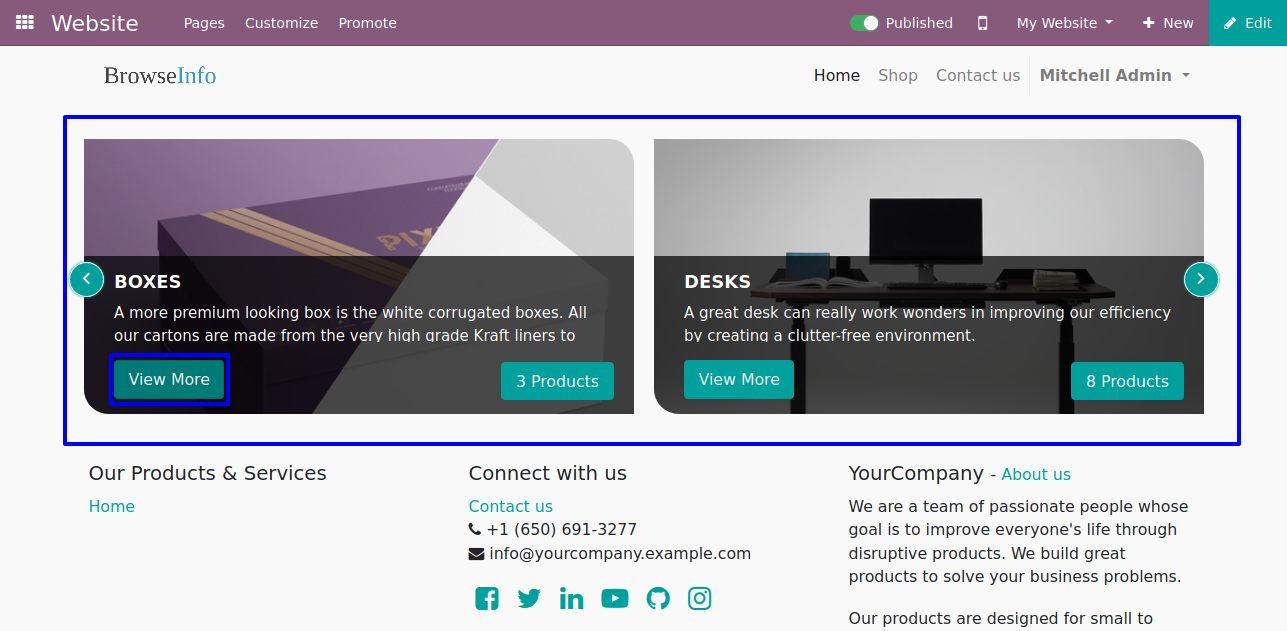 Website Pages Customize Promote Published My Website New Edit
BrowseInfo Home Shop Contact us Mitchell Admin
BOXES
A more premium looking box is the white corrugated boxes. All
our cartons are made from the very high grade Kraft liners to
View More
3 Products
DESKS
A great desk can really work wonders in improving our efficiency
by creating a clutter-free environment.
View More
8 Products
Our Products & Services
Home
Connect with us
Contact us
+1 (650) 691-3277
info@yourcompany.example.com
YourCompany - About us
We are a team of passionate people whose
goal is to improve everyone's life through
disruptive products. We build great
products to solve your business problems.
Our products are designed for small to